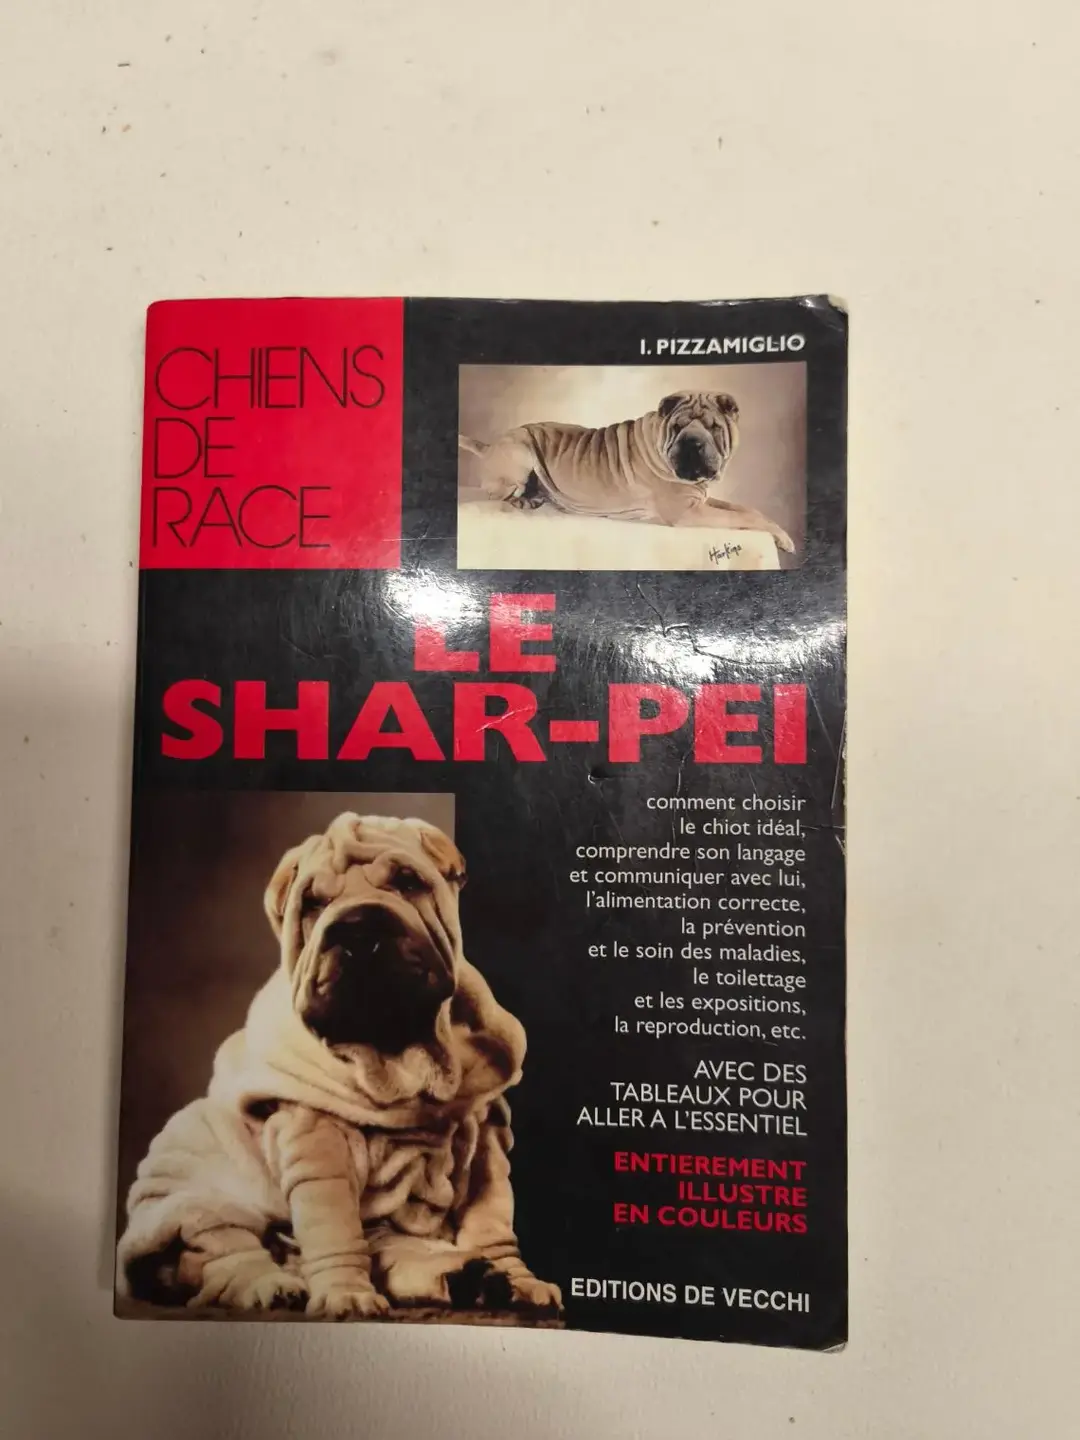 CHIENS
DE
RACE
I. PIZZAMIGLIO
Harkins
LE
SHAR-PEI
comment choisir
le chiot idéal,
comprendre son langage
et communiquer avec lui,
l'alimentation correcte,
la prévention
et le soin des maladies,
le toilettage
et les expositions,
la reproduction, etc.
AVEC DES
TABLEAUX POUR
ALLER A L'ESSENTIEL
ENTIEREMENT
ILLUSTRE
EN COULEURS
EDITIONS DE VECCHI